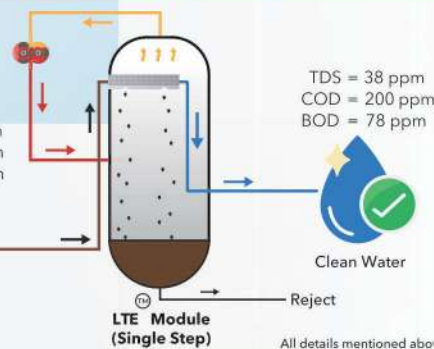 TDS = 38 ppm
COD = 200 ppm
BOD = 78 ppm
Clean Water
Reject
TM
LTE Module
(Single Step)
All details mentioned